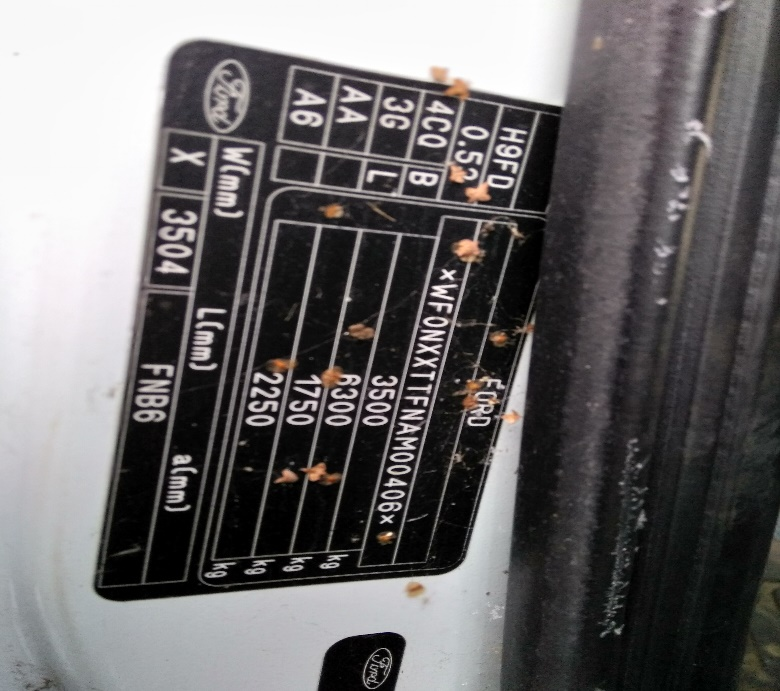 FORD
*WF0NXXTTFNAM00406*
3500 kg
6300 kg
1750 kg
2250 kg
H9FD
0.52
4C0 B
3G L
AA
A6
Ford
W(mm) L(mm) a(mm)
X 3504 FNB6
Ford